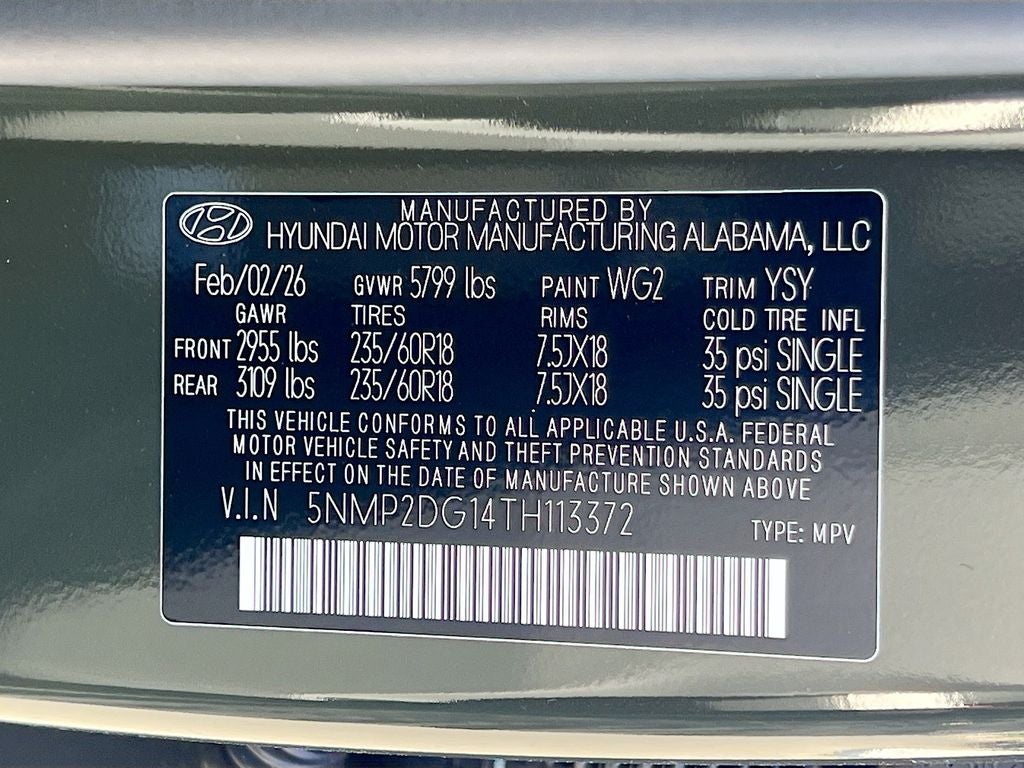 MANUFACTURED BY
HYUNDAI MOTOR MANUFACTURING ALABAMA, LLC
Feb/02/26 GVWR 5799 lbs PAINT WG2 TRIM YSY
GAWR TIRES RIMS COLD TIRE INFL
FRONT 2955 lbs 235/60R18 7.5JX18 35 psi SINGLE
REAR 3109 lbs 235/60R18 7.5JX18 35 psi SINGLE
THIS VEHICLE CONFORMS TO ALL APPLICABLE U.S.A. FEDERAL
MOTOR VEHICLE SAFETY AND THEFT PREVENTION STANDARDS
IN EFFECT ON THE DATE OF MANUFACTURE SHOWN ABOVE
V.I.N 5NMP2DG14TH113372 TYPE: MPV